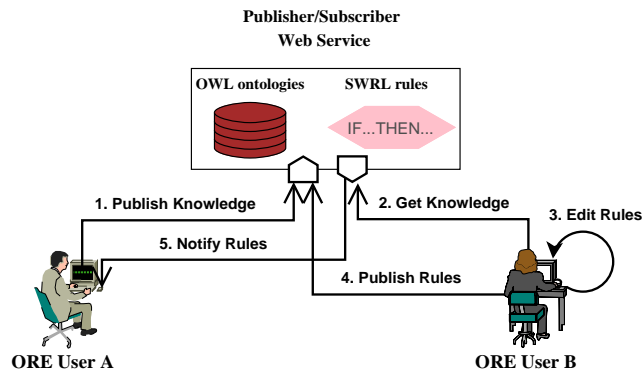 Publisher/Subscriber
Web Service
OWL ontologies
SWRL rules
IF...THEN...
1. Publish Knowledge
2. Get Knowledge
3. Edit Rules
5. Notify Rules
4. Publish Rules
ORE User A
ORE User B